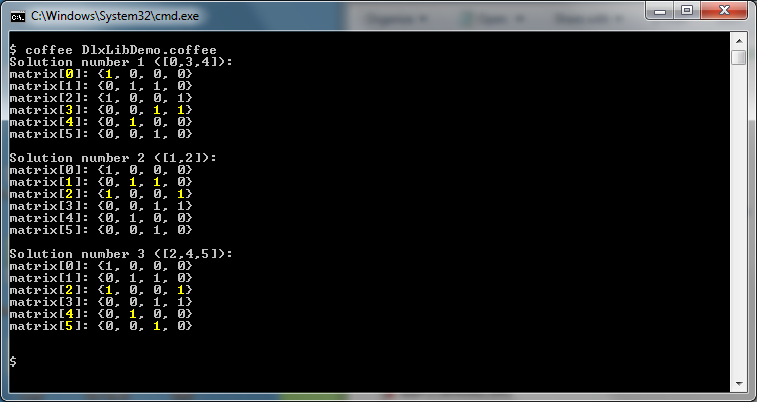 C:\Windows\System32\cmd.exe
$ coffee DlxLibDemo.coffee
Solution number 1 ([0,3,4]):
matrix[0]: {1, 0, 0, 0}
matrix[1]: {0, 1, 1, 0}
matrix[2]: {1, 0, 0, 1}
matrix[3]: {0, 0, 1, 1}
matrix[4]: {0, 1, 0, 0}
matrix[5]: {0, 0, 1, 0}
Solution number 2 ([1,2]):
matrix[0]: {1, 0, 0, 0}
matrix[1]: {0, 1, 1, 0}
matrix[2]: {1, 0, 0, 1}
matrix[3]: {0, 0, 1, 1}
matrix[4]: {0, 1, 0, 0}
matrix[5]: {0, 0, 1, 0}
Solution number 3 ([2,4,5]):
matrix[0]: {1, 0, 0, 0}
matrix[1]: {0, 1, 1, 0}
matrix[2]: {1, 0, 0, 1}
matrix[3]: {0, 0, 1, 1}
matrix[4]: {0, 1, 0, 0}
matrix[5]: {0, 0, 1, 0}
$